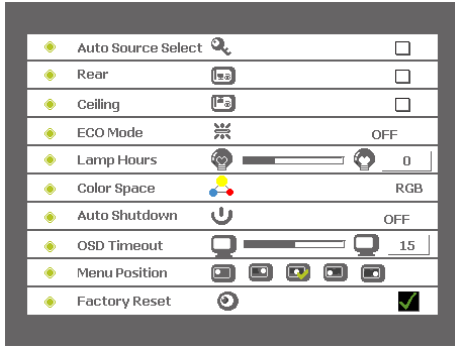 Auto Source Select
Rear
Ceiling
ECO Mode OFF
Lamp Hours 0
Color Space RGB
Auto Shutdown OFF
OSD Timeout 15
Menu Position
Factory Reset